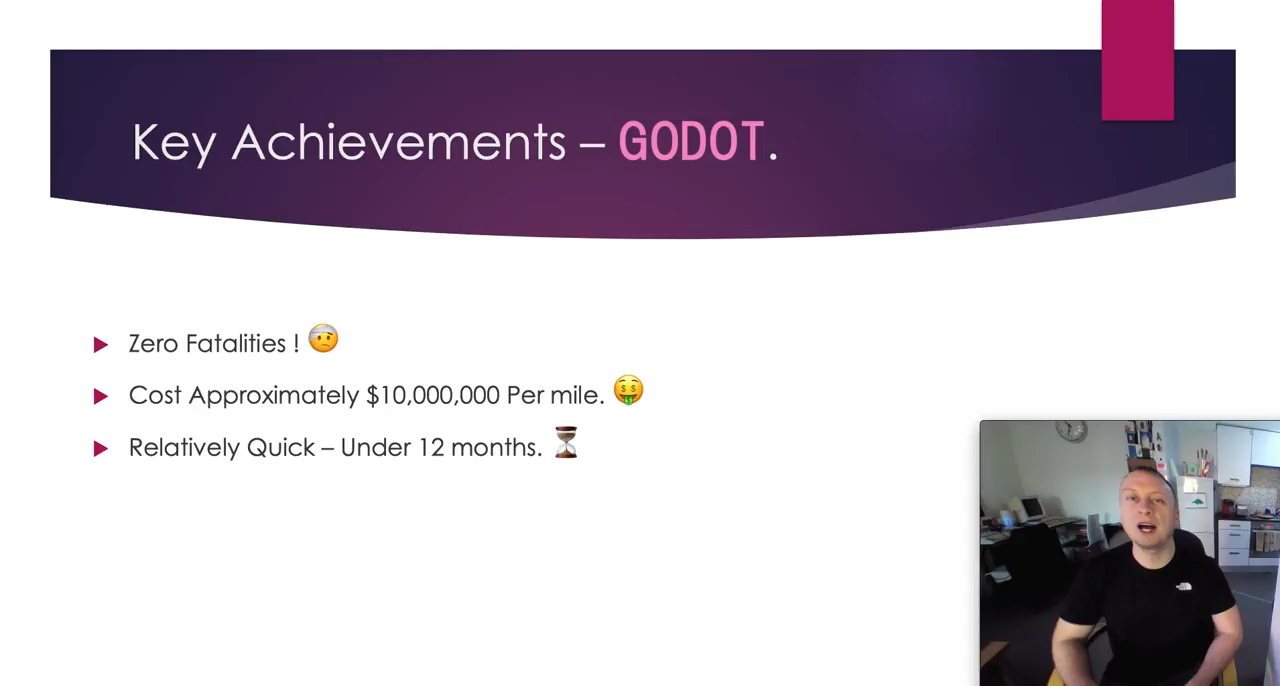 Key Achievements – GODOT.
Zero Fatalities ! 🤕
Cost Approximately $10,000,000 Per mile. 🤑
Relatively Quick – Under 12 months. ⏳